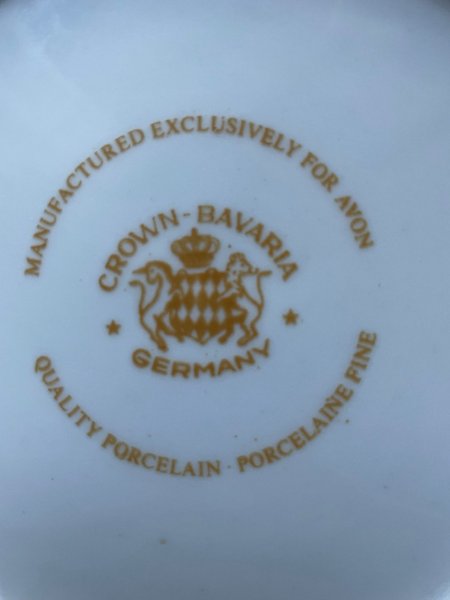 MANUFACTURED EXCLUSIVELY FOR AVON
CROWN-BAVARIA
GERMANY
QUALITY PORCELAIN · PORCELAINE FINE